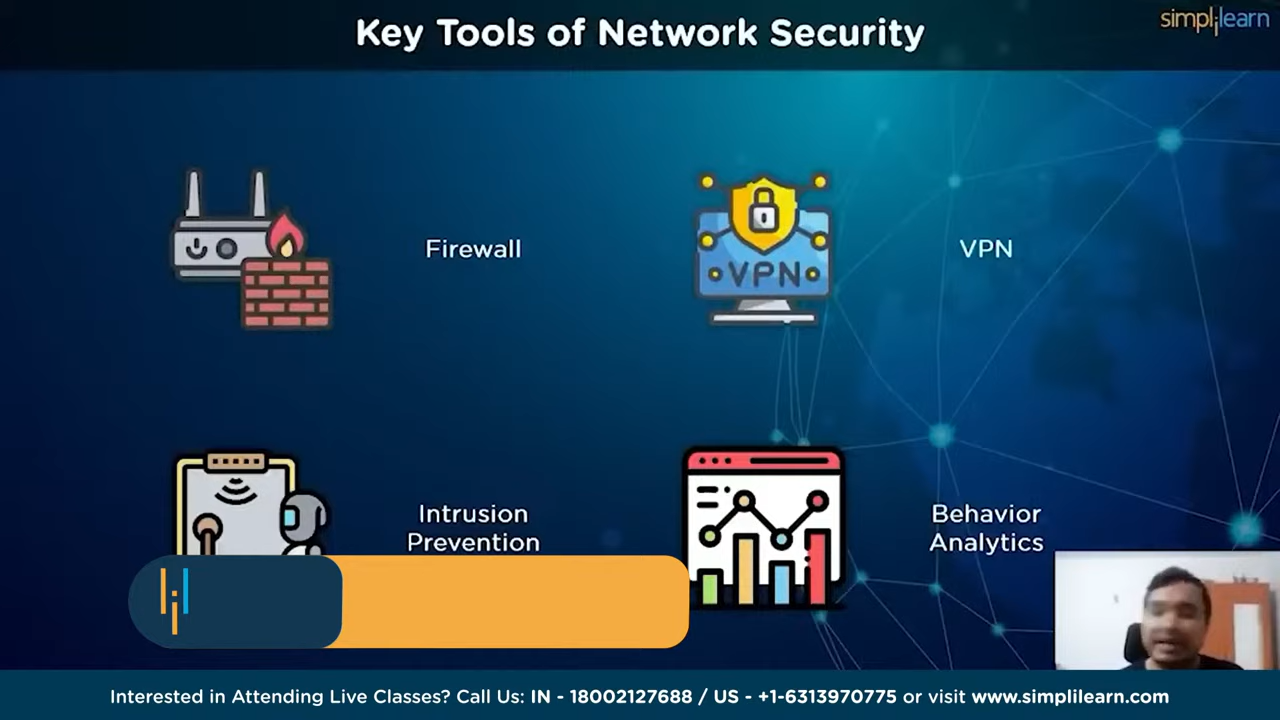 Key Tools of Network Security
simplilearn
Firewall
VPN
VPN
Intrusion
Prevention
Behavior
Analytics
Interested in Attending Live Classes? Call Us: IN - 18002127688 / US - +1-6313970775 or visit www.simplilearn.com